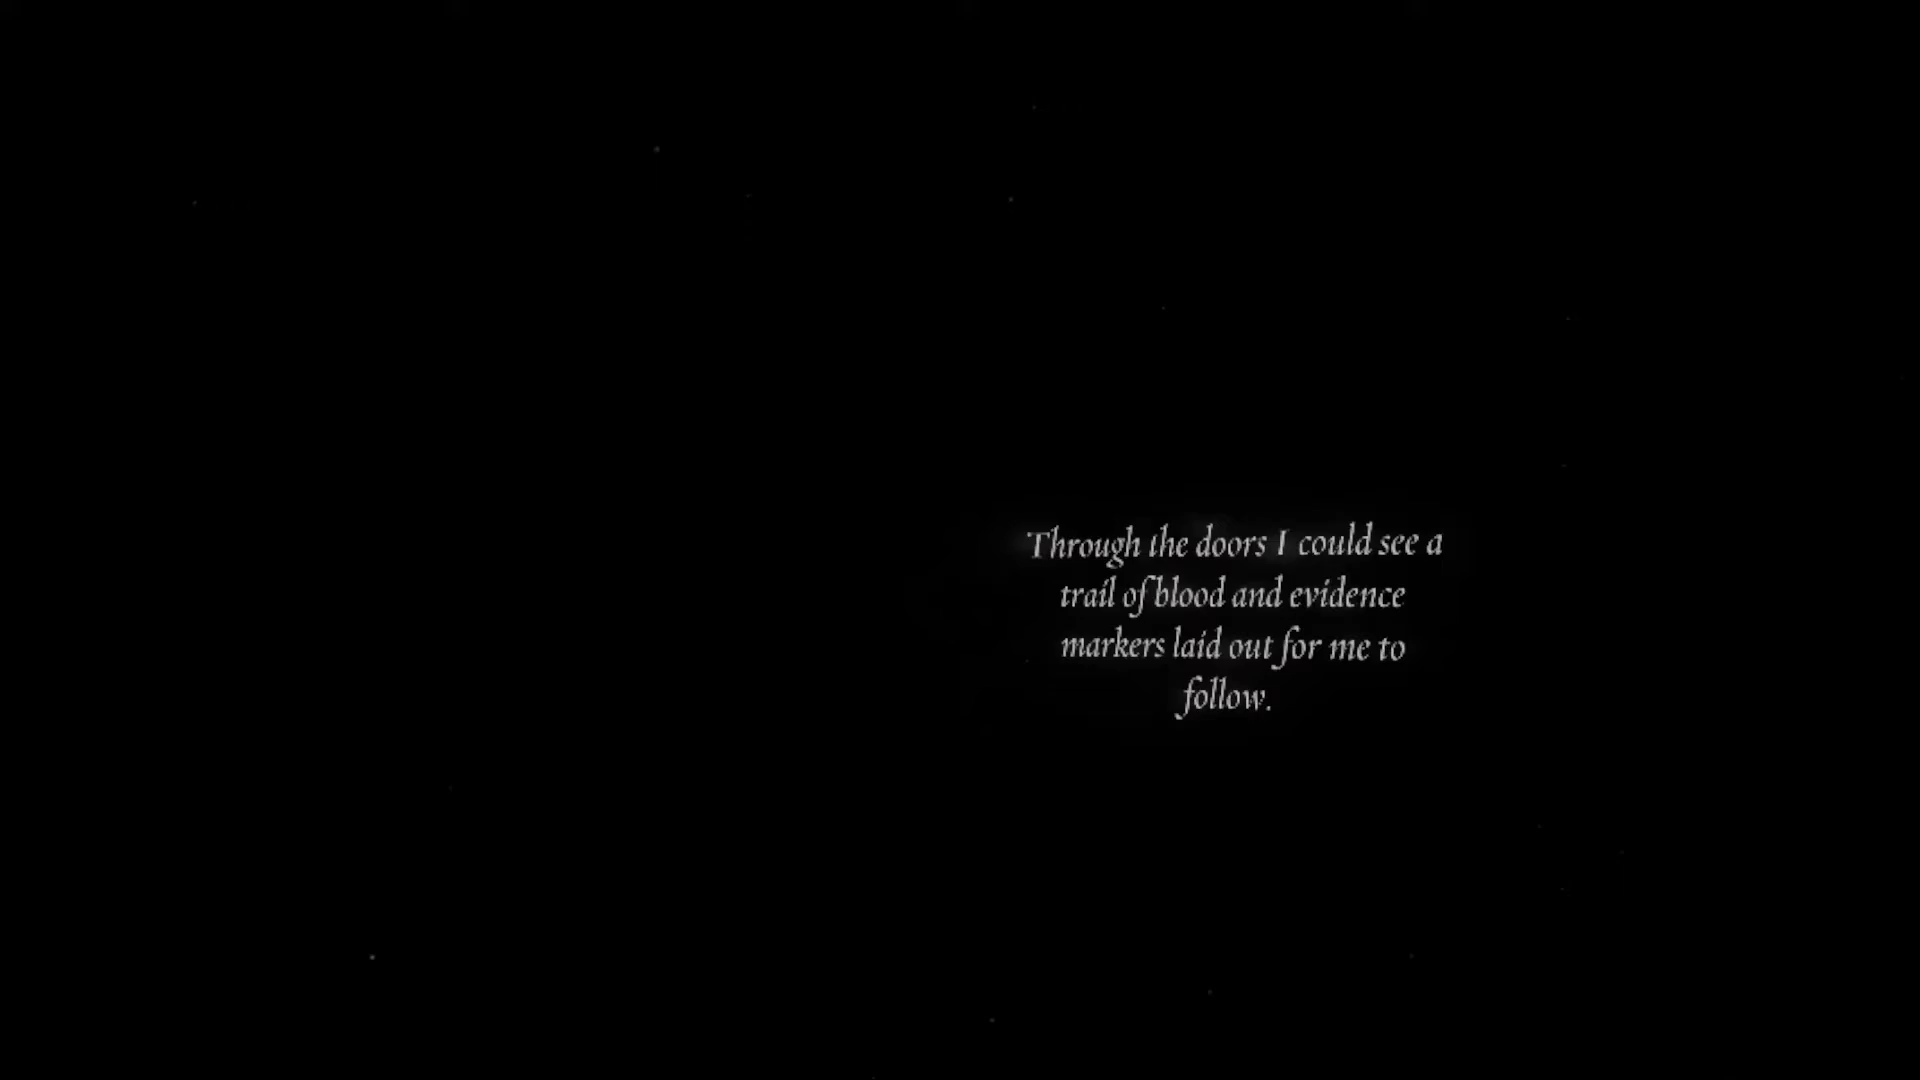 Through the doors I could see a
trail of blood and evidence
markers laid out for me to
follow.